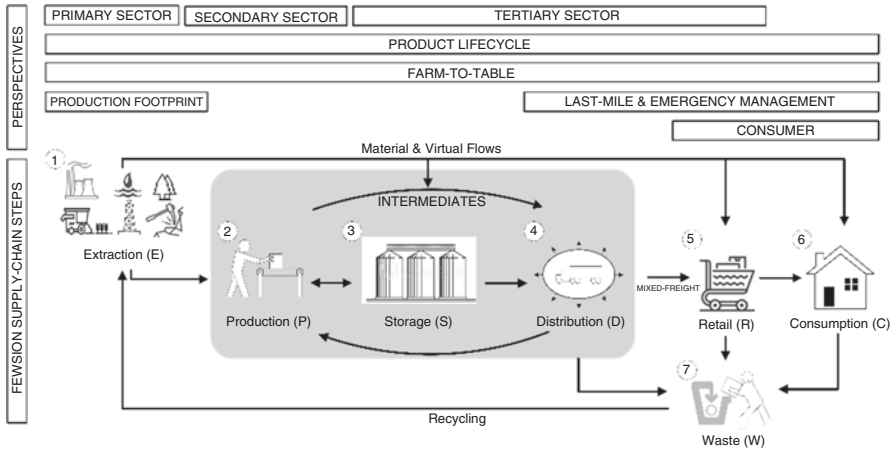 PERSPECTIVES
PRIMARY SECTOR
SECONDARY SECTOR
TERTIARY SECTOR
PRODUCT LIFECYCLE
FARM-TO-TABLE
PRODUCTION FOOTPRINT
LAST-MILE & EMERGENCY MANAGEMENT
CONSUMER
FEWSION SUPPLY-CHAIN STEPS
Material & Virtual Flows
1
Extraction (E)
INTERMEDIATES
2
Production (P)
3
Storage (S)
4
Distribution (D)
MIXED-FREIGHT
5
Retail (R)
6
Consumption (C)
7
Waste (W)
Recycling